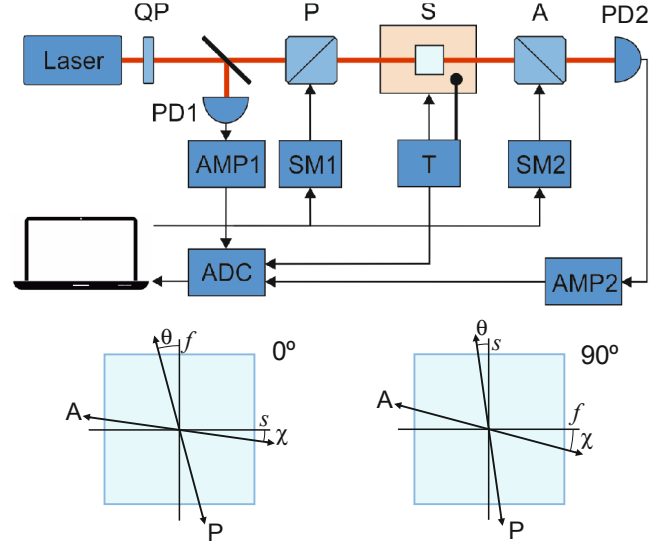 QP
P
S
A
PD2
Laser
PD1
AMP1
SM1
T
SM2
ADC
AMP2
θ
f
0º
A
s
χ
P
θ
s
90º
A
f
χ
P